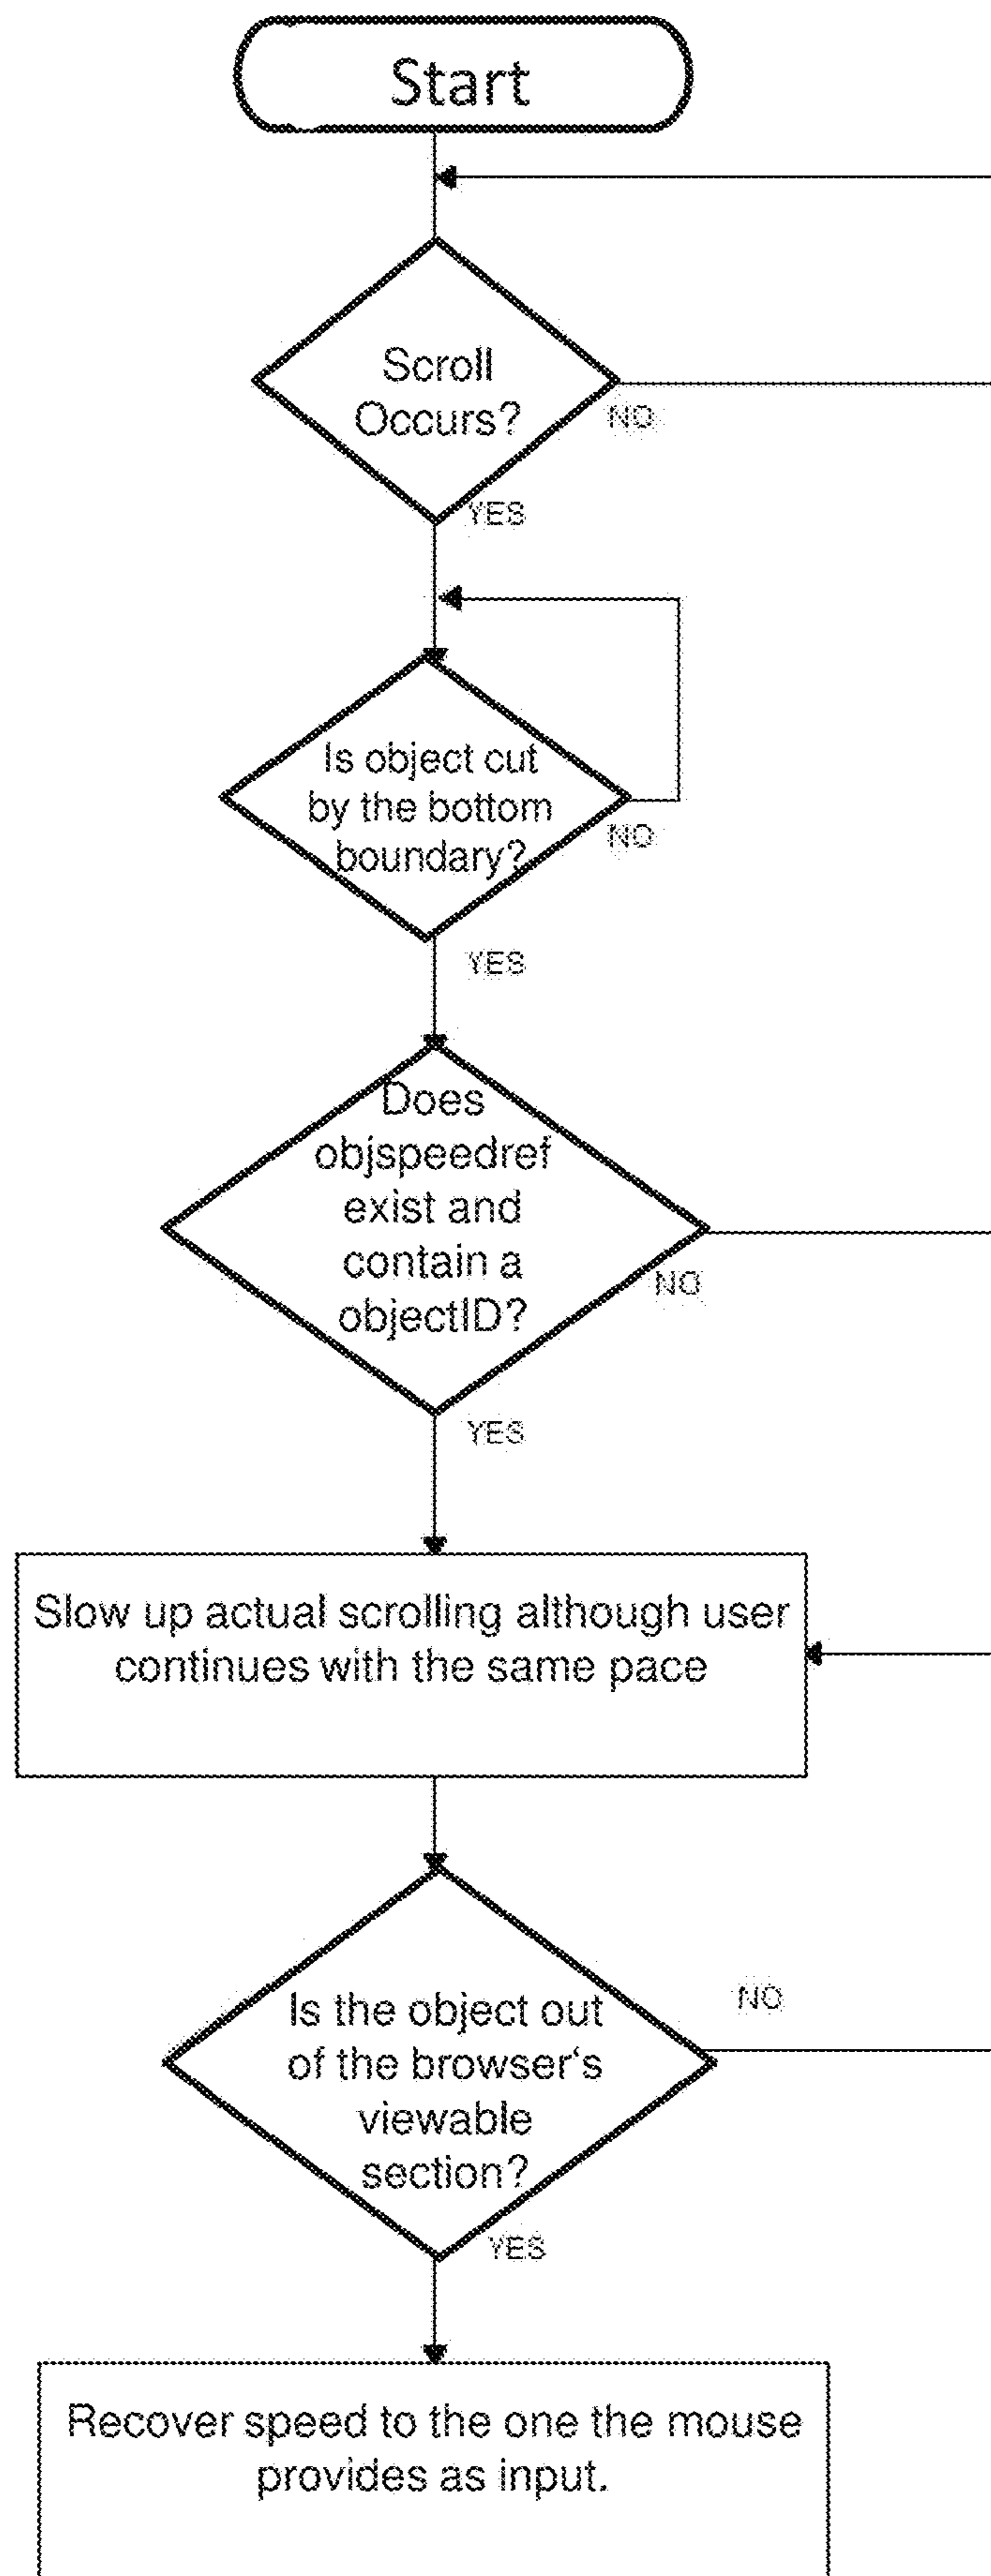 Start
Scroll
Occurs?
NO
YES
Is object cut
by the bottom
boundary?
NO
YES
Does
objspeedref
exist and
contain a
objectID?
NO
YES
Slow up actual scrolling although user
continues with the same pace
NO
Is the object out
of the browser‘s
viewable
section?
YES
Recover speed to the one the mouse
provides as input.